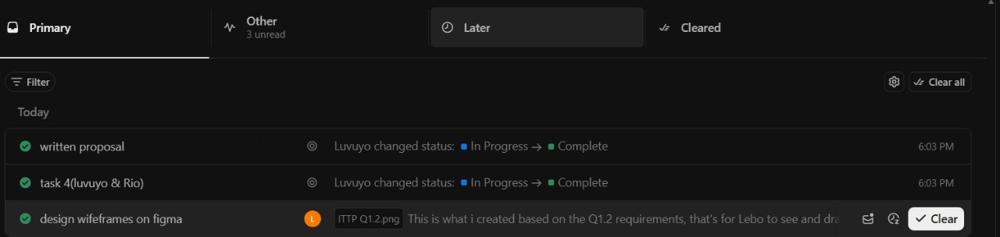 Primary
Other
3 unread
Later
Cleared
Filter
Clear all
Today
written proposal Luvuyo changed status: In Progress → Complete 6:03 PM
task 4(luvuyo & Rio) Luvuyo changed status: In Progress → Complete 6:03 PM
design wifeframes on figma L ITTP Q1.2.png This is what i created based on the Q1.2 requirements, that's for Lebo to see and dra Clear